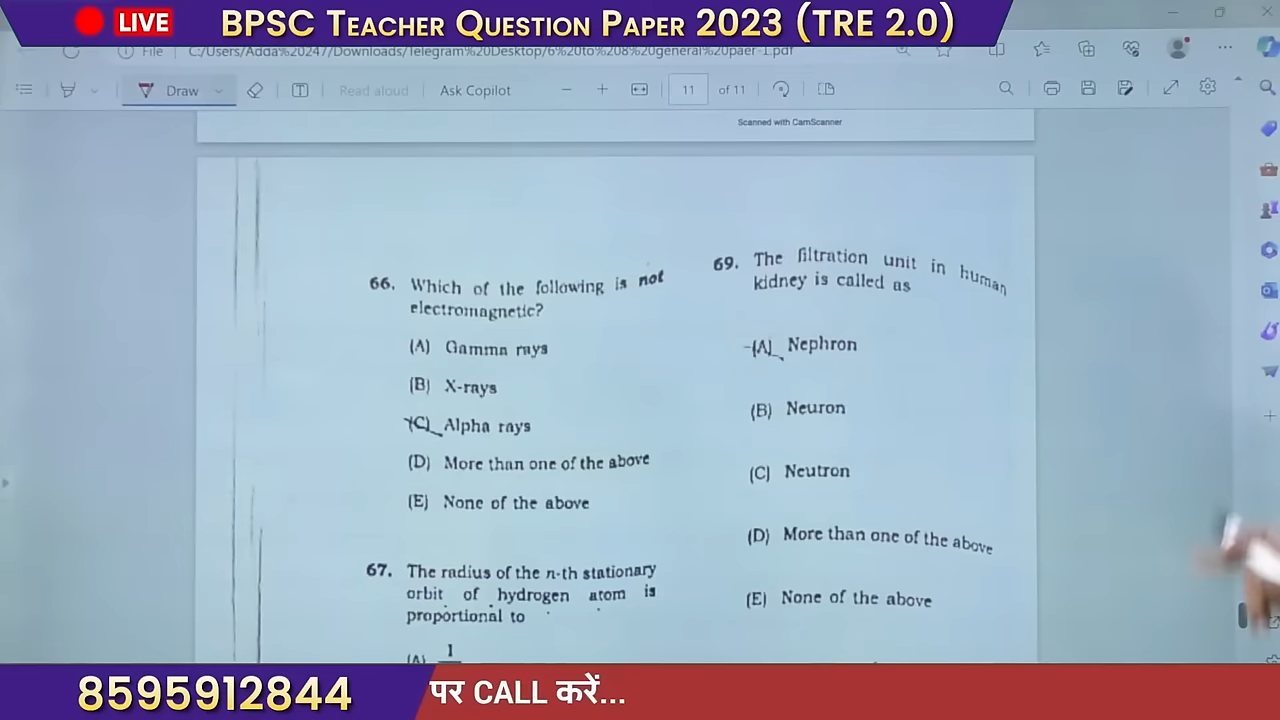 LIVE
BPSC TEACHER QUESTION PAPER 2023 (TRE 2.0)
File
C:/Users/Adda%20247/Downloads/Telegram%20Desktop/6%20to%208%20general%20paer-1.pdf
Draw
Read aloud
Ask Copilot
11 of 11
Scanned with CamScanner
66. Which of the following is not
electromagnetic?
(A) Gamma rays
(B) X-rays
(C) Alpha rays
(D) More than one of the above
(E) None of the above
67. The radius of the n-th stationary
orbit of hydrogen atom is
proportional to
(A) 1
69. The filtration unit in human
kidney is called as
(A) Nephron
(B) Neuron
(C) Neutron
(D) More than one of the above
(E) None of the above
8595912844 पर CALL करें...